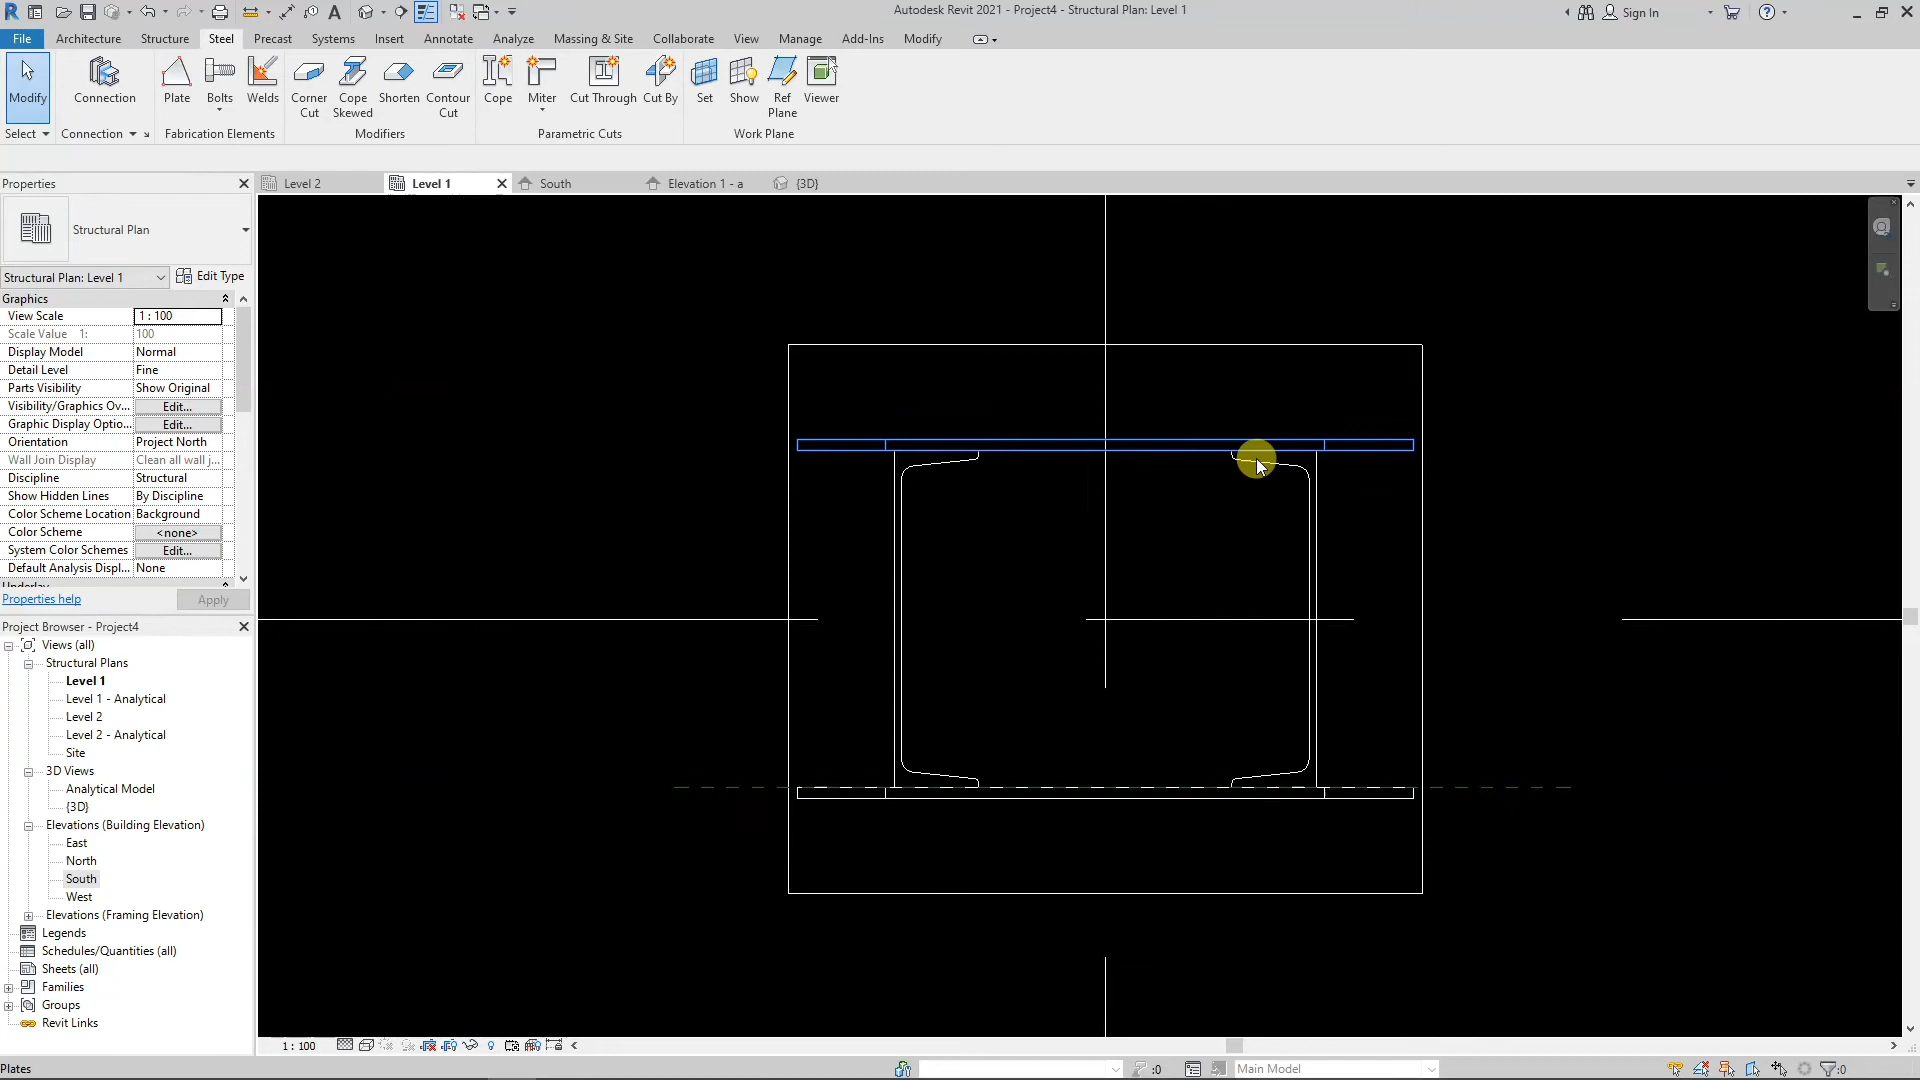 Autodesk Revit 2021 - Project4 - Structural Plan: Level 1
Sign In
File Architecture Structure Steel Precast Systems Insert Annotate Analyze Massing & Site Collaborate View Manage Add-Ins Modify
Modify
Connection
Plate
Bolts
Welds
Corner Cut
Cope Skewed
Shorten
Contour Cut
Cope
Miter
Cut Through
Cut By
Set
Show
Ref Plane
Viewer
Select
Connection
Fabrication Elements
Modifiers
Parametric Cuts
Work Plane
Properties
Level 2
Level 1
South
Elevation 1 - a
{3D}
Structural Plan
Structural Plan: Level 1
Edit Type
Graphics
View Scale 1 : 100
Scale Value 1: 100
Display Model Normal
Detail Level Fine
Parts Visibility Show Original
Visibility/Graphics Ov... Edit...
Graphic Display Optio... Edit...
Orientation Project North
Wall Join Display Clean all wall j...
Discipline Structural
Show Hidden Lines By Discipline
Color Scheme Location Background
Color Scheme <none>
System Color Schemes Edit...
Default Analysis Displ... None
Underlay
Properties help
Apply
Project Browser - Project4
Views (all)
Structural Plans
Level 1
Level 1 - Analytical
Level 2
Level 2 - Analytical
Site
3D Views
Analytical Model
{3D}
Elevations (Building Elevation)
East
North
South
West
Elevations (Framing Elevation)
Legends
Schedules/Quantities (all)
Sheets (all)
Families
Groups
Revit Links
1 : 100
Plates
:0
Main Model
:0